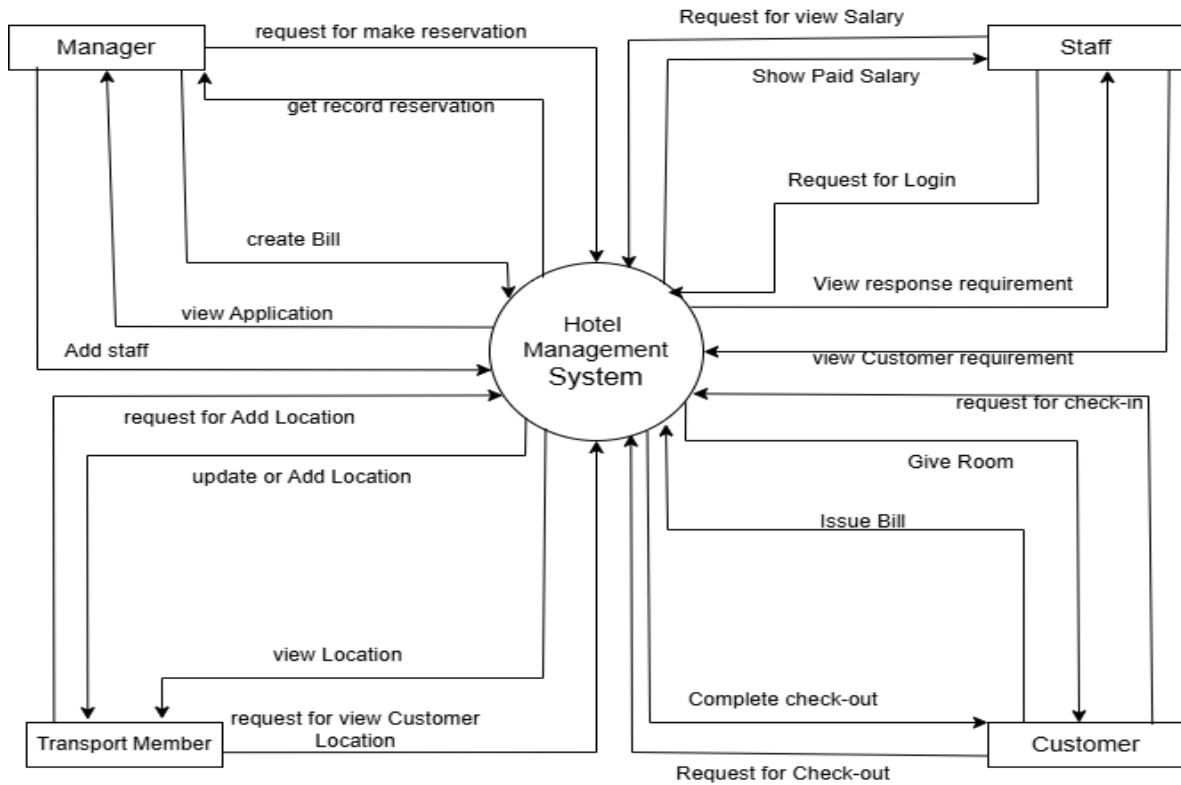 Manager
request for make reservation
get record reservation
create Bill
view Application
Add staff
Request for view Salary
Staff
Show Paid Salary
Request for Login
View response requirement
view Customer requirement
Hotel
Management
System
request for Add Location
update or Add Location
view Location
request for view Customer
Location
Transport Member
request for check-in
Give Room
Issue Bill
Complete check-out
Customer
Request for Check-out